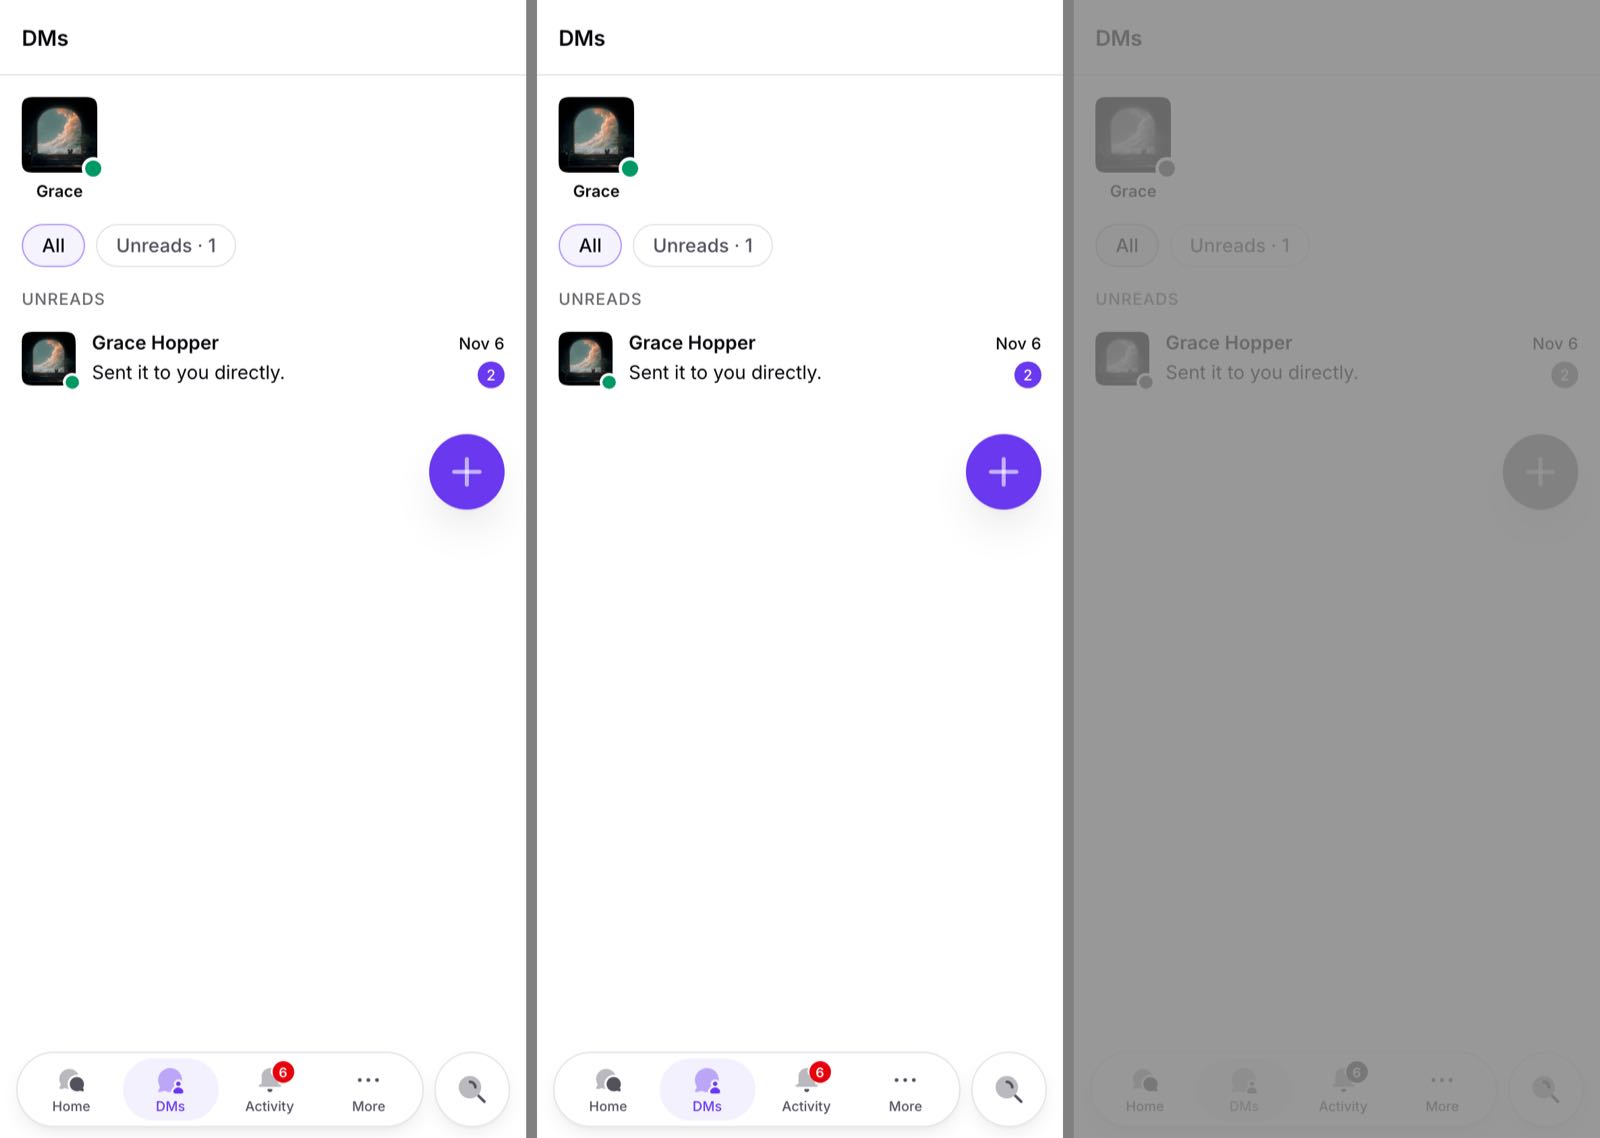 DMs
Grace
All
Unreads · 1
UNREADS
Grace Hopper
Nov 6
Sent it to you directly.
2
Home
DMs
6
Activity
More
DMs
Grace
All
Unreads · 1
UNREADS
Grace Hopper
Nov 6
Sent it to you directly.
2
Home
DMs
6
Activity
More
DMs
Grace
All
Unreads · 1
UNREADS
Grace Hopper
Nov 6
Sent it to you directly.
2
Home
DMs
6
Activity
More